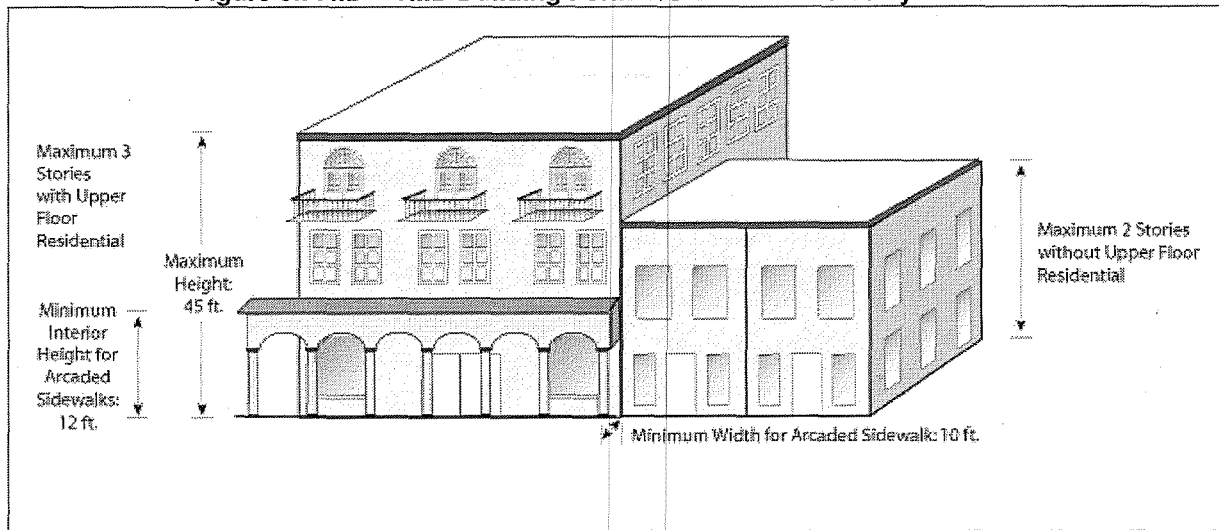 Maximum 3
Stories
with Upper
Floor
Residential
Maximum
Height:
45 ft.
Minimum
Interior
Height for
Arcaded
Sidewalks:
12 ft.
Maximum 2 Stories
without Upper Floor
Residential
Minimum Width for Arcaded Sidewalk: 10 ft.